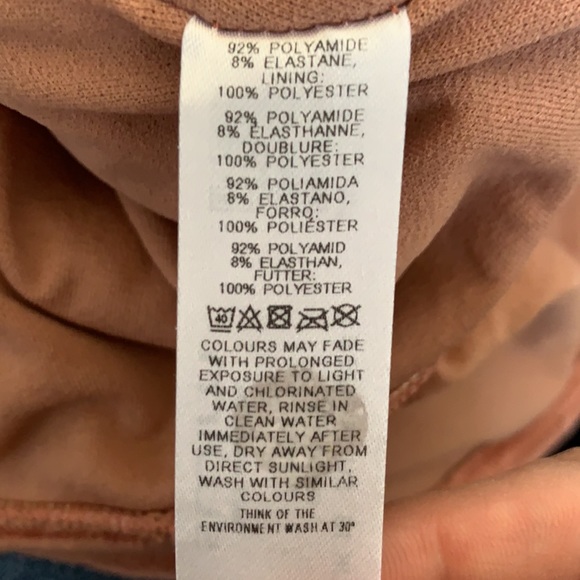 92% POLYAMIDE
8% ELASTANE,
LINING:
100% POLYESTER
92% POLYAMIDE
8% ELASTHANNE,
DOUBLURE:
100% POLYESTER
92% POLIAMIDA
8% ELASTANO,
FORRO:
100% POLIÉSTER
92% POLYAMID
8% ELASTHAN,
FUTTER:
100% POLYESTER
40
COLOURS MAY FADE
WITH PROLONGED
EXPOSURE TO LIGHT
AND CHLORINATED
WATER, RINSE IN
CLEAN WATER
IMMEDIATELY AFTER
USE, DRY AWAY FROM
DIRECT SUNLIGHT.
WASH WITH SIMILAR
COLOURS
THINK OF THE
ENVIRONMENT WASH AT 30°